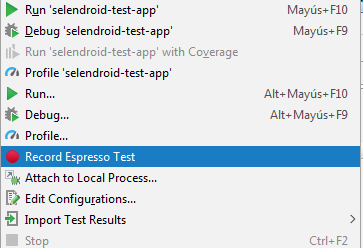 Run 'selendroid-test-app' Mayús+F10
Debug 'selendroid-test-app' Mayús+F9
Run 'selendroid-test-app' with Coverage
Profile 'selendroid-test-app'
Run... Alt+Mayús+F10
Debug... Alt+Mayús+F9
Profile...
Record Espresso Test
Attach to Local Process...
Edit Configurations...
Import Test Results
Stop Ctrl+F2